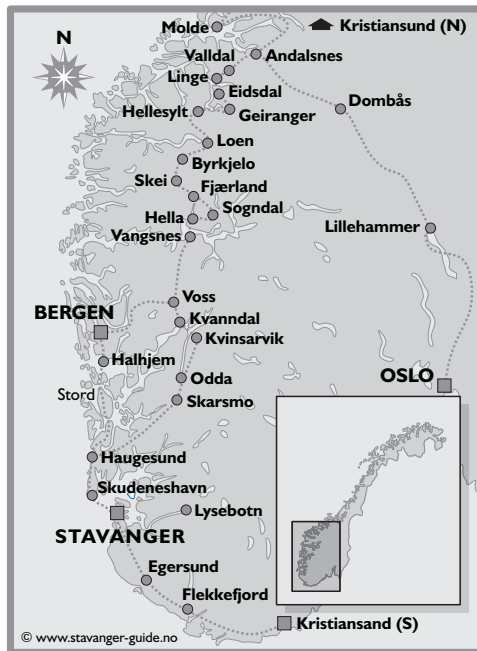 Molde
Kristiansund (N)
N
Valldal
Andalsnes
Linge
Eidsdal
Hellesylt
Geiranger
Dombås
Loen
Byrkjelo
Skei
Fjærland
Hella
Sogndal
Vangsnes
Lillehammer
Voss
BERGEN
Kvanndal
Kvinsarvik
Halhjem
Odda
OSLO
Stord
Skarsmo
Haugesund
Skudeneshavn
Lysebotn
STAVANGER
Egersund
Flekkefjord
Kristiansand (S)
© www.stavanger-guide.no